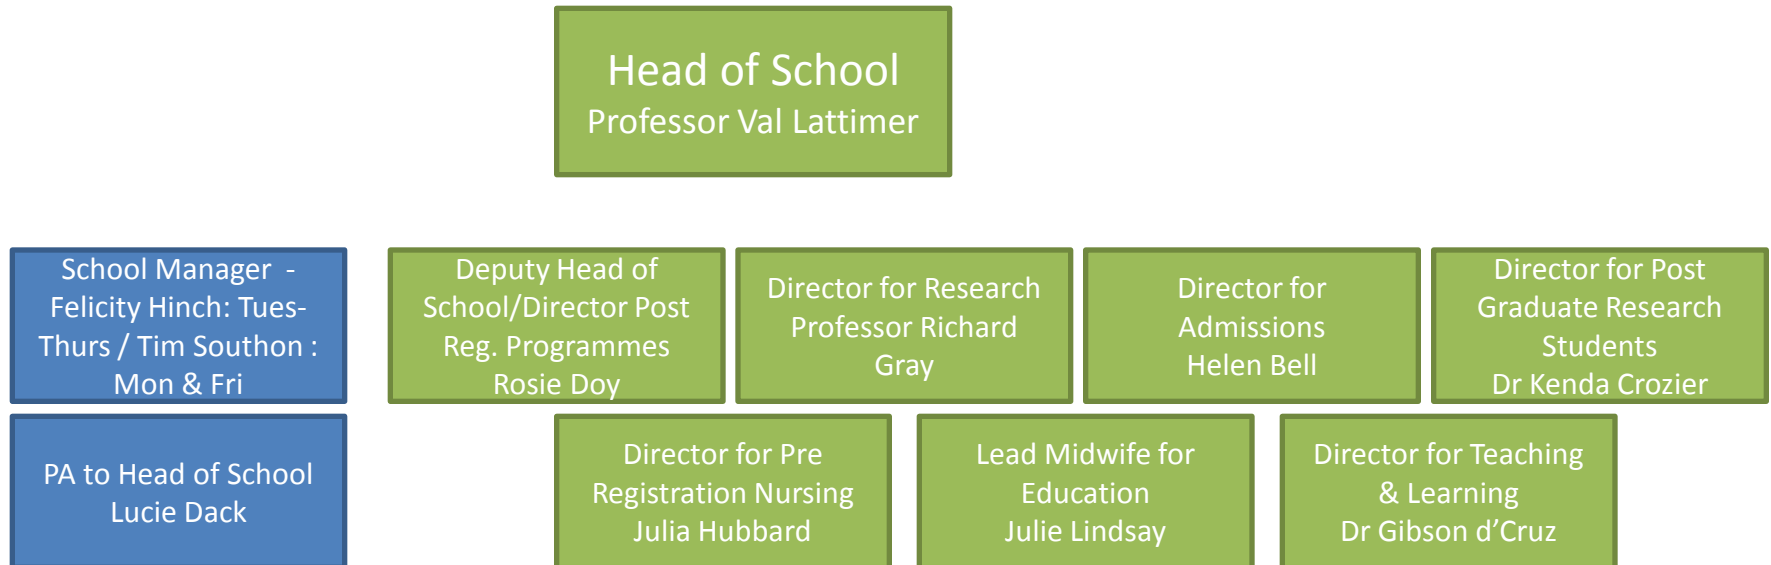 Head of School
Professor Val Lattimer
School Manager -
Felicity Hinch: Tues-
Thurs / Tim Southon :
Mon & Fri
Deputy Head of
School/Director Post
Reg. Programmes
Rosie Doy
Director for Research
Professor Richard
Gray
Director for
Admissions
Helen Bell
Director for Post
Graduate Research
Students
Dr Kenda Crozier
PA to Head of School
Lucie Dack
Director for Pre
Registration Nursing
Julia Hubbard
Lead Midwife for
Education
Julie Lindsay
Director for Teaching
& Learning
Dr Gibson d’Cruz